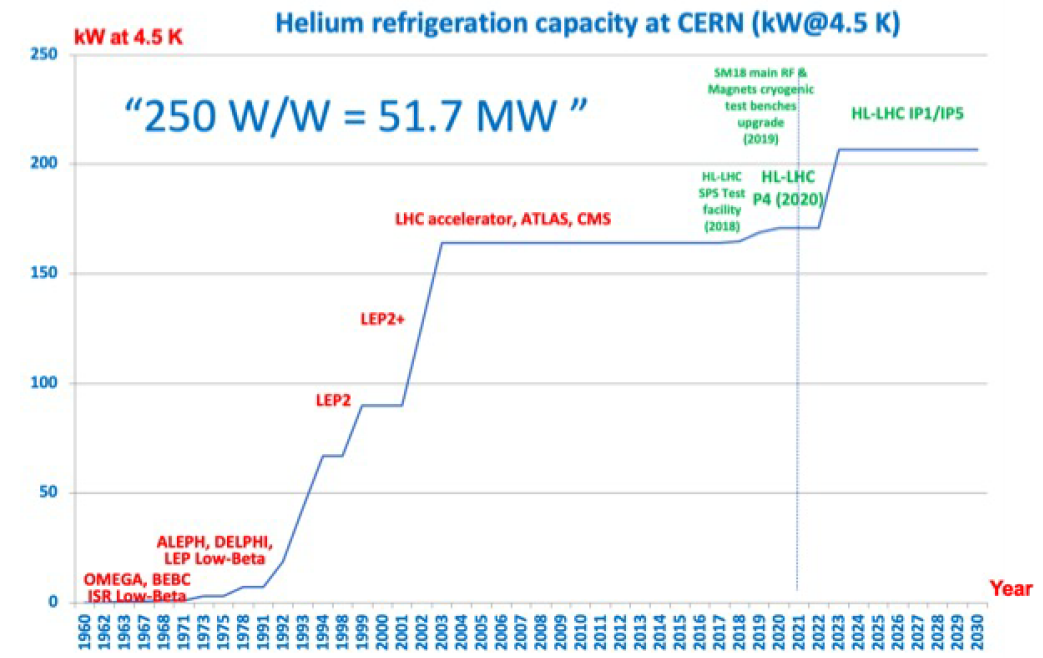 Helium refrigeration capacity at CERN (kW@4.5 K)
kW at 4.5 K
250
200
150
100
50
0
“250 W/W = 51.7 MW ”
SM18 main RF &
Magnets cryogenic
test benches
upgrade
(2019)
HL-LHC IP1/IP5
HL-LHC
SPS Test
facility
(2018)
HL-LHC
P4 (2020)
LHC accelerator, ATLAS, CMS
LEP2+
LEP2
ALEPH, DELPHI,
LEP Low-Beta
OMEGA, BEBC
ISR Low-Beta
Year
1960
1962
1963
1967
1968
1971
1973
1975
1978
1991
1992
1993
1994
1998
1999
2000
2001
2002
2003
2004
2005
2006
2007
2008
2009
2010
2011
2012
2013
2014
2015
2016
2017
2018
2019
2020
2021
2022
2023
2024
2025
2026
2027
2028
2029
2030